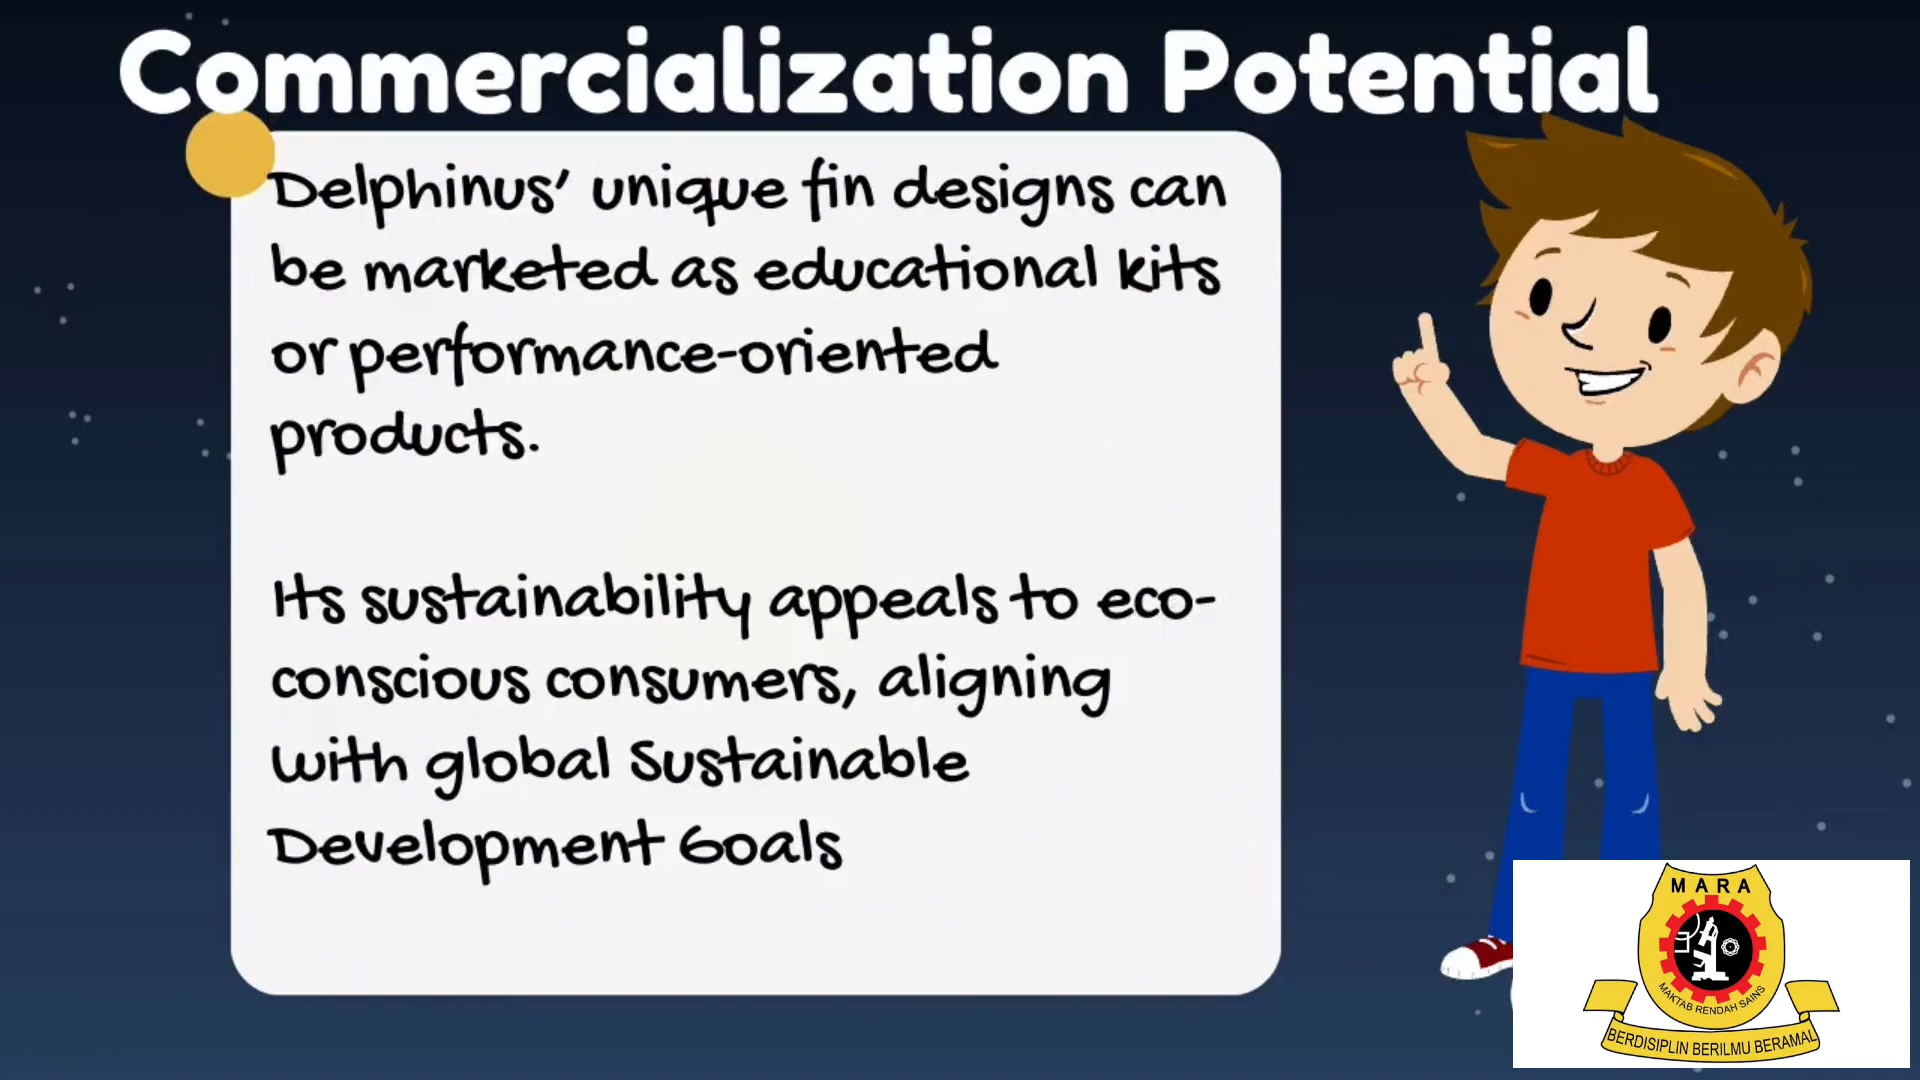 Commercialization Potential
Delphinus' unique fin designs can
be marketed as educational kits
or performance-oriented
products.
Its sustainability appeals to eco-
conscious consumers, aligning
with global Sustainable
Development Goals
MARA
MAKTAB RENDAH SAINS
BERDISIPLIN BERILMU BERAMAL